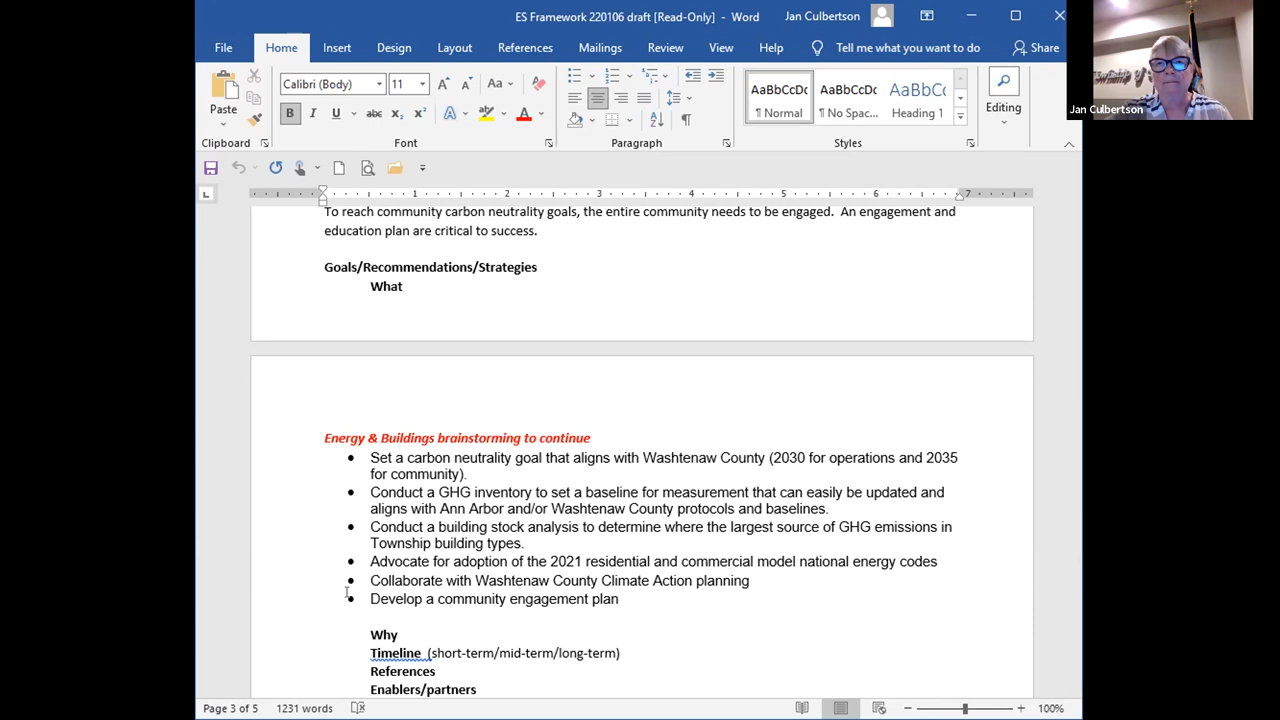 ES Framework 220106 draft [Read-Only] - Word
Jan Culbertson
File Home Insert Design Layout References Mailings Review View Help Tell me what you want to do Share
Paste
Calibri (Body) 11
AaBbCcDc AaBbCcDc AaBbCc
¶ Normal ¶ No Spac... Heading 1
Editing
Clipboard Font Paragraph Styles
Jan Culbertson
1 2 3 4 5 6 7
To reach community carbon neutrality goals, the entire community needs to be engaged. An engagement and
education plan are critical to success.
Goals/Recommendations/Strategies
What
Energy & Buildings brainstorming to continue
• Set a carbon neutrality goal that aligns with Washtenaw County (2030 for operations and 2035
for community).
• Conduct a GHG inventory to set a baseline for measurement that can easily be updated and
aligns with Ann Arbor and/or Washtenaw County protocols and baselines.
• Conduct a building stock analysis to determine where the largest source of GHG emissions in
Township building types.
• Advocate for adoption of the 2021 residential and commercial model national energy codes
• Collaborate with Washtenaw County Climate Action planning
• Develop a community engagement plan
Why
Timeline (short-term/mid-term/long-term)
References
Enablers/partners
Page 3 of 5 1231 words 100%